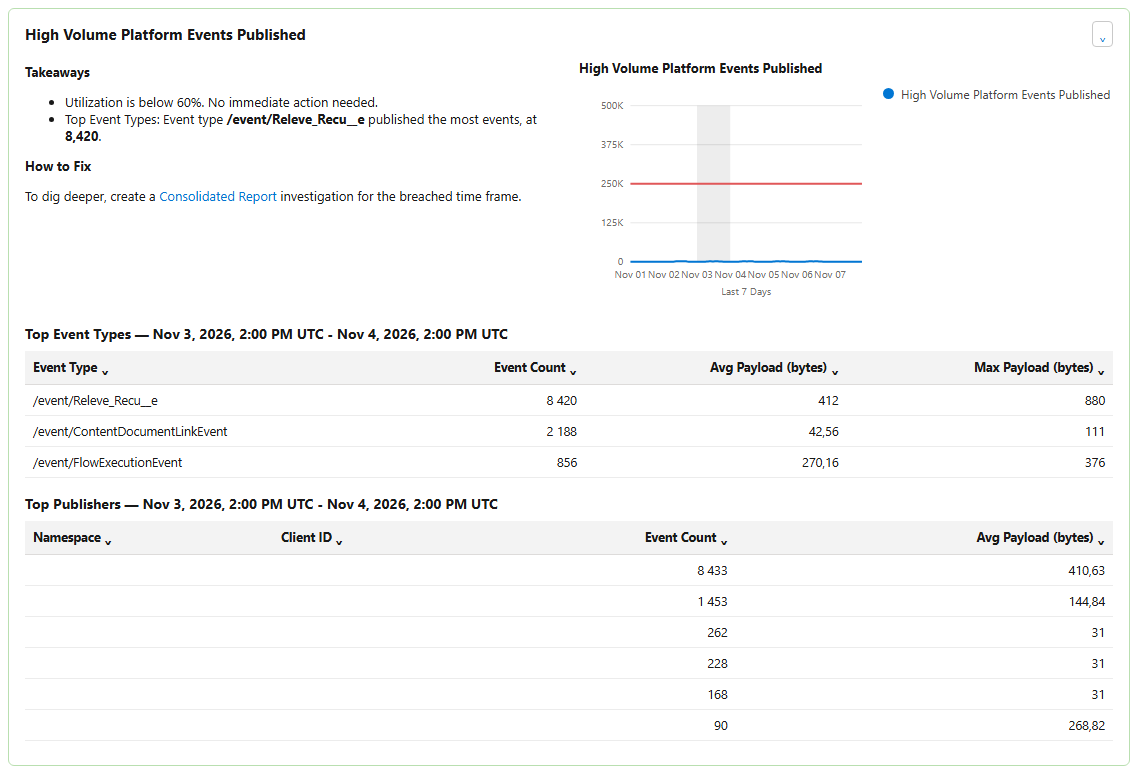 High Volume Platform Events Published
Takeaways
Utilization is below 60%. No immediate action needed.
Top Event Types: Event type /event/Releve_Recu__e published the most events, at
8,420.
How to Fix
To dig deeper, create a Consolidated Report investigation for the breached time frame.
High Volume Platform Events Published
High Volume Platform Events Published
500K
375K
250K
125K
0
Nov 01 Nov 02 Nov 03 Nov 04 Nov 05 Nov 06 Nov 07
Last 7 Days
Top Event Types — Nov 3, 2026, 2:00 PM UTC - Nov 4, 2026, 2:00 PM UTC
Event Type Event Count Avg Payload (bytes) Max Payload (bytes)
/event/Releve_Recu__e 8 420 412 880
/event/ContentDocumentLinkEvent 2 188 42,56 111
/event/FlowExecutionEvent 856 270,16 376
Top Publishers — Nov 3, 2026, 2:00 PM UTC - Nov 4, 2026, 2:00 PM UTC
Namespace Client ID Event Count Avg Payload (bytes)
8 433 410,63
1 453 144,84
262 31
228 31
168 31
90 268,82